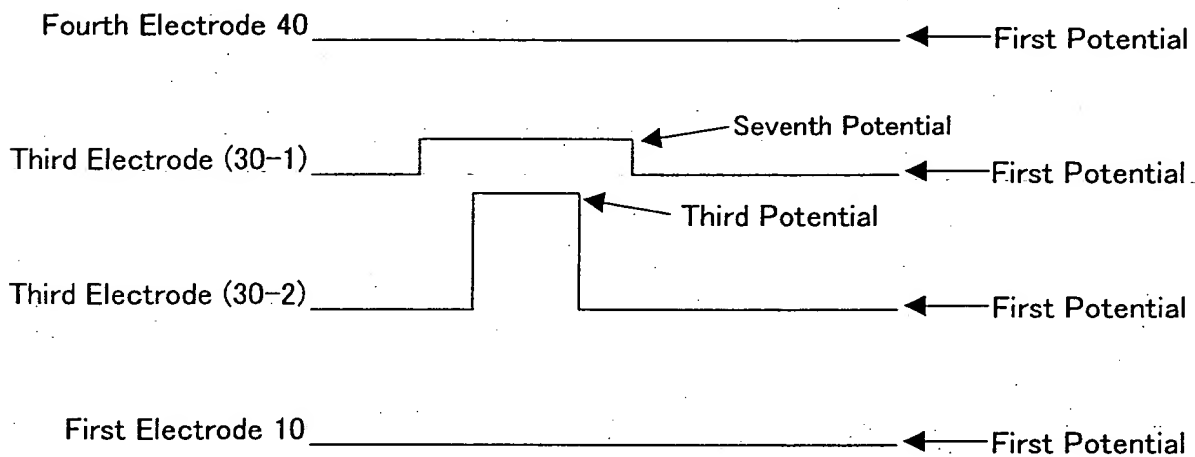 Fourth Electrode 40
First Potential
Seventh Potential
Third Electrode (30-1)
First Potential
Third Potential
Third Electrode (30-2)
First Potential
First Electrode 10
First Potential